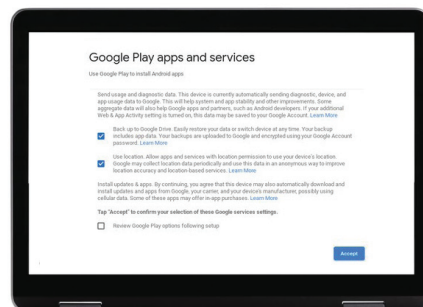 Google Play apps and services
Use Google Play to install Android apps
Send usage and diagnostic data. This device is currently automatically sending diagnostic, device, and
app usage data to Google. This will help system and app stability and other improvements. Some
aggregate data will also help Google apps and partners, such as Android developers. If your additional
Web & App Activity setting is turned on, this data may be saved to your Google Account. Learn More
Back up to Google Drive. Easily restore your data or switch device at any time. Your backup
includes app data. Your backups are uploaded to Google and encrypted using your Google Account
password. Learn More
Use location. Allow apps and services with location permission to use your device's location.
Google may collect location data periodically and use this data in an anonymous way to improve
location accuracy and location-based services. Learn More
Install updates & apps. By continuing, you agree that this device may also automatically download and
install updates and apps from Google, your carrier, and your device's manufacturer, possibly using
cellular data. Some of these apps may offer in-app purchases. Learn More
Tap "Accept" to confirm your selection of these Google services settings.
Review Google Play options following setup
Accept